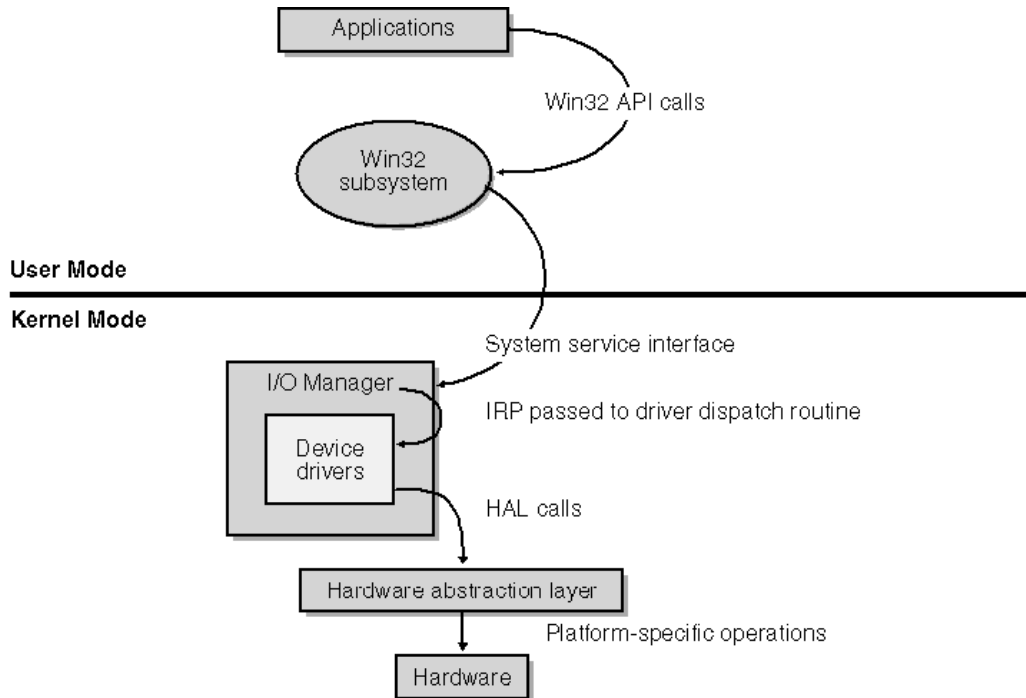 Applications
Win32 API calls
Win32
subsystem
User Mode
Kernel Mode
System service interface
I/O Manager
IRP passed to driver dispatch routine
Device
drivers
HAL calls
Hardware abstraction layer
Platform-specific operations
Hardware